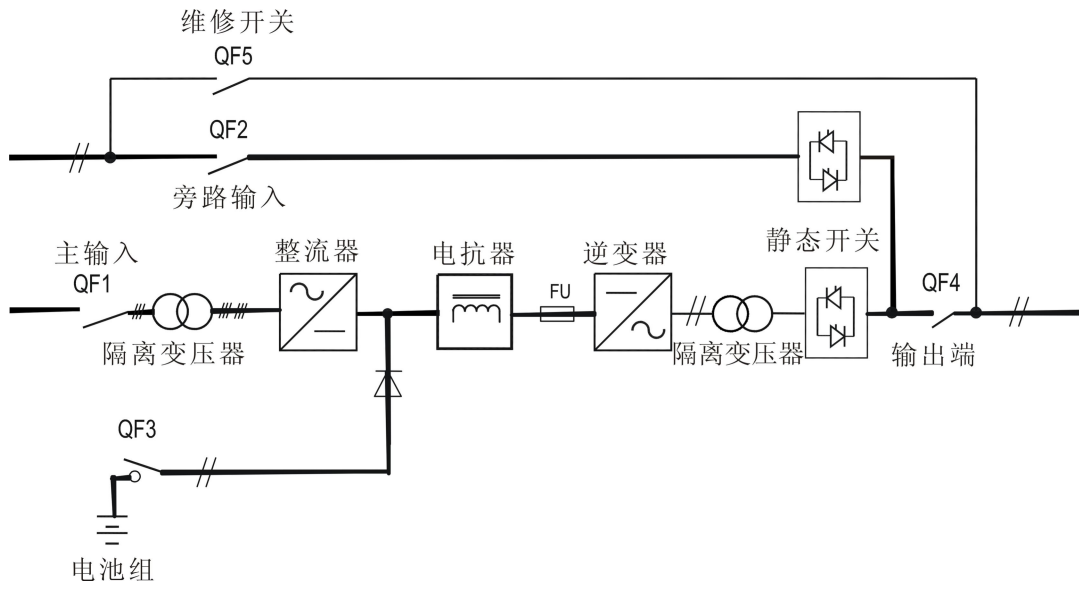 维修开关
QF5
QF2
旁路输入
主输入
QF1
隔离变压器
整流器
电抗器
FU
逆变器
隔离变压器
静态开关
QF4
输出端
QF3
电池组